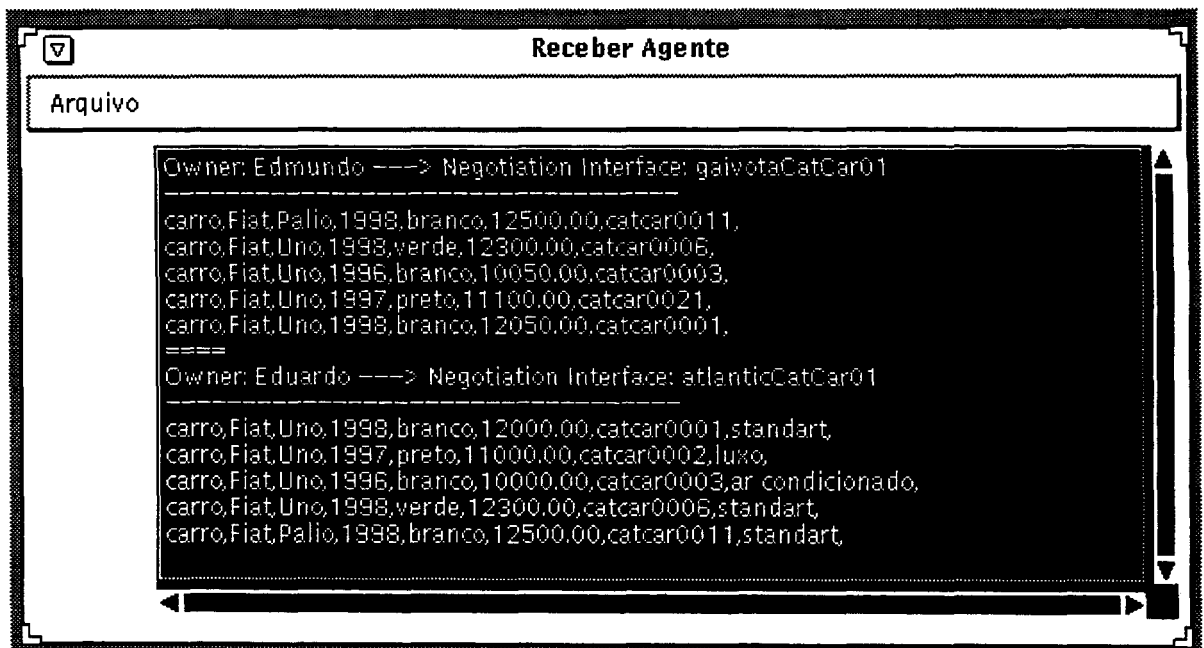 Receber Agente
Arquivo
Owner: Edmundo ----> Negotiation Interface: gaivotaCatCar01
---------------------------------
carro,Fiat,Palio,1998,branco,12500.00,catcar0011,
carro,Fiat,Uno,1998,verde,12300.00,catcar0006,
carro,Fiat,Uno,1996,branco,10050.00,catcar0003,
carro,Fiat,Uno,1997,preto,11100.00,catcar0021,
carro,Fiat,Uno,1998,branco,12050.00,catcar0001,
====
Owner: Eduardo ----> Negotiation Interface: atlanticCatCar01
---------------------------------
carro,Fiat,Uno,1998,branco,12000.00,catcar0001,standart,
carro,Fiat,Uno,1997,preto,11000.00,catcar0002,luxo,
carro,Fiat,Uno,1996,branco,10000.00,catcar0003,ar condicionado,
carro,Fiat,Uno,1998,verde,12300.00,catcar0006,standart,
carro,Fiat,Palio,1998,branco,12500.00,catcar0011,standart,